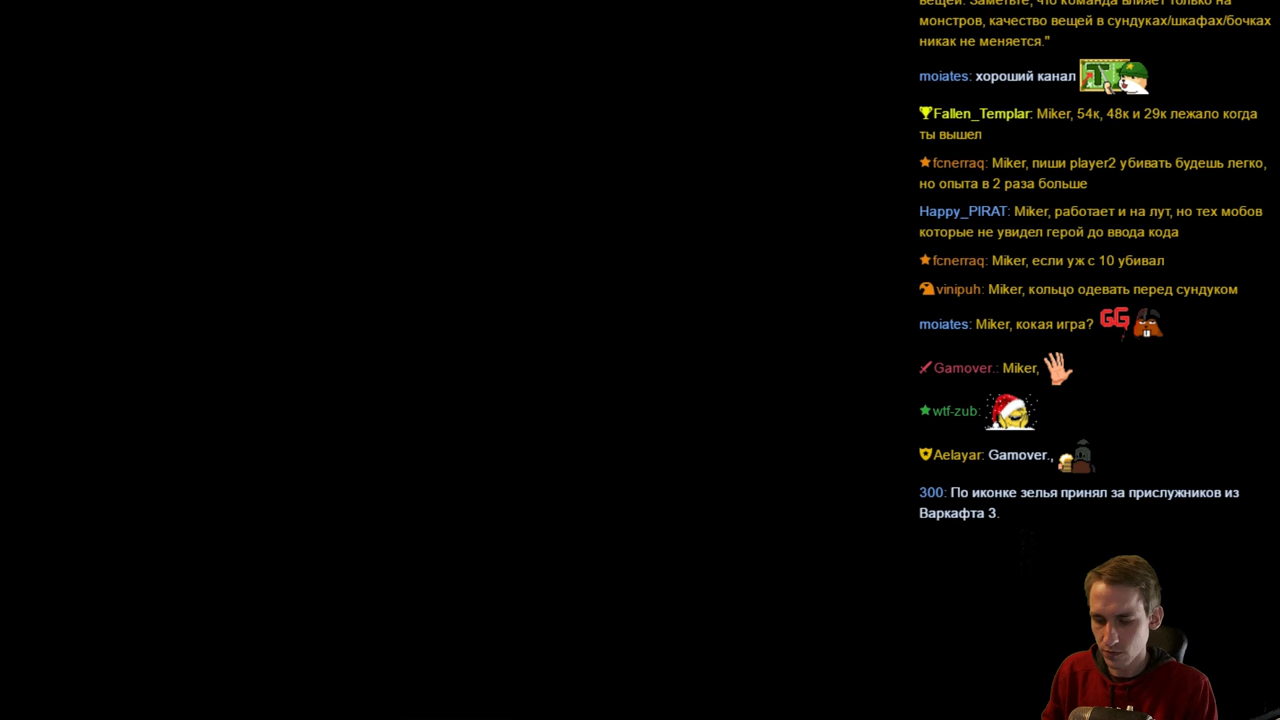 вещей. Заметьте, что команда влияет только на
монстров, качество вещей в сундуках/шкафах/бочках
никак не меняется."
moiates: хороший канал
Fallen_Templar: Miker, 54к, 48к и 29к лежало когда
ты вышел
fcnerraq: Miker, пиши player2 убивать будешь легко,
но опыта в 2 раза больше
Happy_PIRAT: Miker, работает и на лут, но тех мобов
которые не увидел герой до ввода кода
fcnerraq: Miker, если уж с 10 убивал
vinipuh: Miker, кольцо одевать перед сундуком
moiates: Miker, кокая игра? GG
Gamover.: Miker,
wtf-zub:
Aelayar: Gamover.,
300: По иконке зелья принял за прислужников из
Варкафта 3.